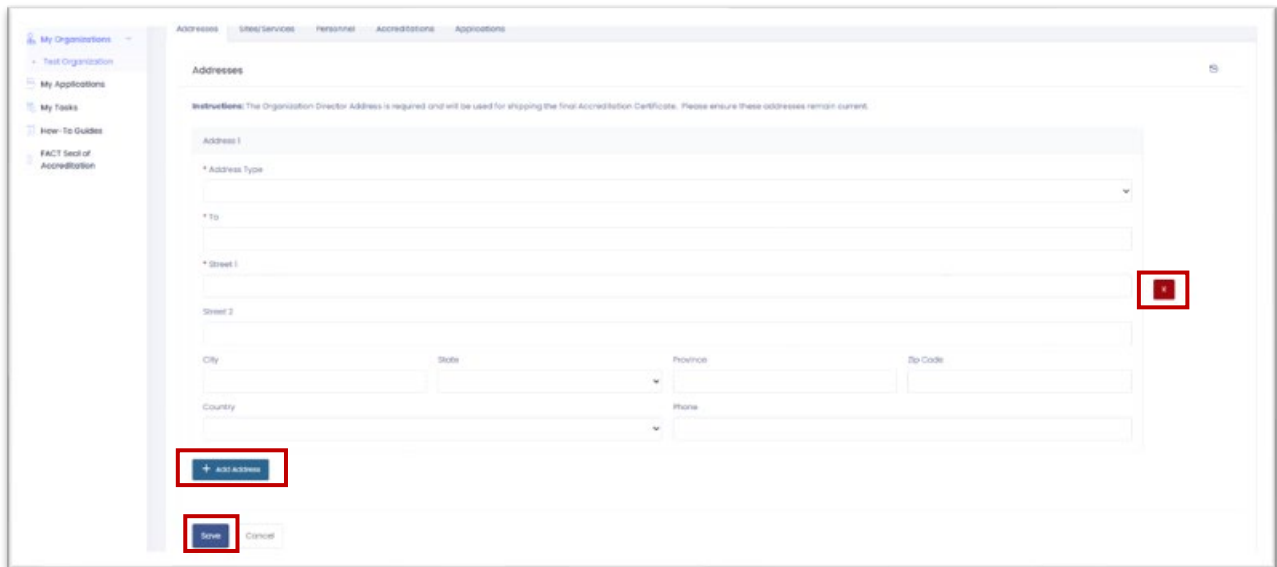 Addresses Sites/Services Personnel Accreditations Applications
My Organizations
Test Organization
My Applications
My Tasks
How-To Guides
FACT Seal of
Accreditation
Addresses
Instructions: The Organization Director Address is required and will be used for shipping the final Accreditation Certificate. Please ensure these addresses remain current.
Address 1
* Address Type
* To
* Street 1
X
Street 2
City State Province Zip Code
Country Phone
+ Add Address
Save Cancel